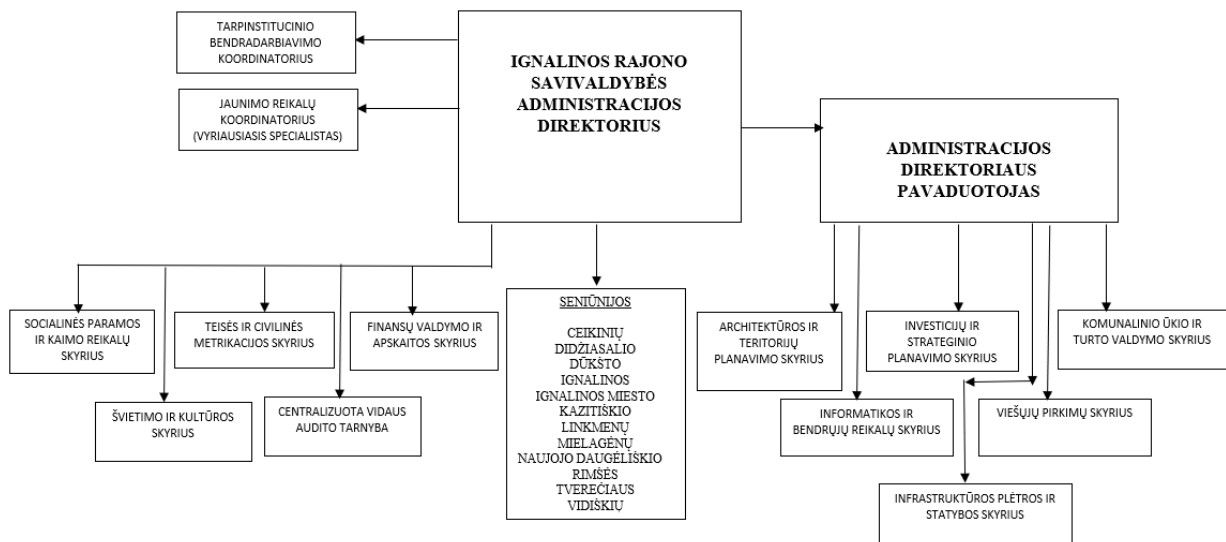 TARPINSTITUCINIO
BENDRADARBIAVIMO
KOORDINATORIUS
JAUNIMO REIKALŲ
KOORDINATORIUS
(VYRIAUSIASIS SPECIALISTAS)
IGNALINOS RAJONO
SAVIVALDYBĖS
ADMINISTRACIJOS
DIREKTORIUS
ADMINISTRACIJOS
DIREKTORIAUS
PAVADUOTOJAS
SOCIALINĖS PARAMOS
IR KAIMO REIKALŲ
SKYRIUS
TEISĖS IR CIVILINĖS
METRIKACIJOS SKYRIUS
FINANSŲ VALDYMO IR
APSKAITOS SKYRIUS
ŠVIETIMO IR KULTŪROS
SKYRIUS
CENTRALIZUOTA VIDAUS
AUDITO TARNYBA
SENIŪNIJOS
CEIKINIŲ
DIDŽIASALIO
DŪKŠTO
IGNALINOS
IGNALINOS MIESTO
KAZITIŠKIO
LINKMENŲ
MIELAGĖNŲ
NAUJOJO DAUGĖLIŠKIO
RIMŠĖS
TVEREČIAUS
VIDIŠKIŲ
ARCHITEKTŪROS IR
TERITORIJŲ
PLANAVIMO SKYRIUS
INVESTICIJŲ IR
STRATEGINIO
PLANAVIMO SKYRIUS
KOMUNALINIO ŪKIO IR
TURTO VALDYMO SKYRIUS
INFORMATIKOS IR
BENDRŲJŲ REIKALŲ SKYRIUS
VIEŠŲJŲ PIRKIMŲ SKYRIUS
INFRASTRUKTŪROS PLĖTROS IR
STATYBOS SKYRIUS